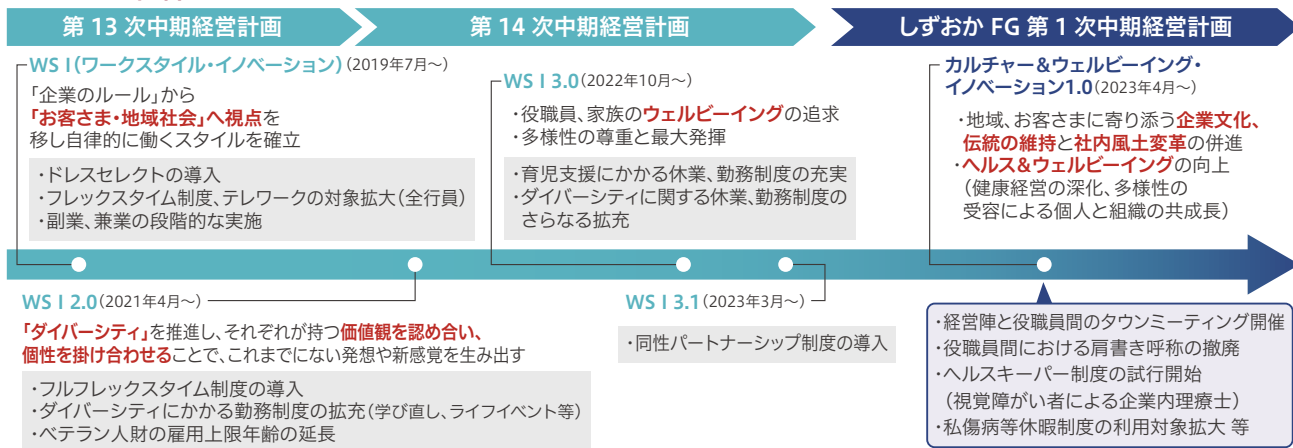 第 13 次中期経営計画
第 14 次中期経営計画
しずおか FG 第 1 次中期経営計画
WS I(ワークスタイル・イノベーション)(2019年7月〜)
「企業のルール」から
「お客さま・地域社会」へ視点を
移し自律的に働くスタイルを確立
・ドレスセレクトの導入
・フレックスタイム制度、テレワークの対象拡大(全行員)
・副業、兼業の段階的な実施
WS I 3.0(2022年10月〜)
・役職員、家族のウェルビーイングの追求
・多様性の尊重と最大発揮
・育児支援にかかる休業、勤務制度の充実
・ダイバーシティに関する休業、勤務制度の
さらなる拡充
カルチャー&ウェルビーイング・
イノベーション1.0(2023年4月〜)
・地域、お客さまに寄り添う企業文化、
伝統の維持と社内風土変革の併進
・ヘルス&ウェルビーイングの向上
(健康経営の深化、多様性の
受容による個人と組織の共成長)
WS I 2.0(2021年4月〜)
「ダイバーシティ」を推進し、それぞれが持つ価値観を認め合い、
個性を掛け合わせることで、これまでにない発想や新感覚を生み出す
・フルフレックスタイム制度の導入
・ダイバーシティにかかる勤務制度の拡充(学び直し、ライフイベント等)
・ベテラン人財の雇用上限年齢の延長
WS I 3.1(2023年3月〜)
・同性パートナーシップ制度の導入
・経営陣と役職員間のタウンミーティング開催
・役職員間における肩書き呼称の撤廃
・ヘルスキーパー制度の試行開始
(視覚障がい者による企業内理療士)
・私傷病等休暇制度の利用対象拡大 等